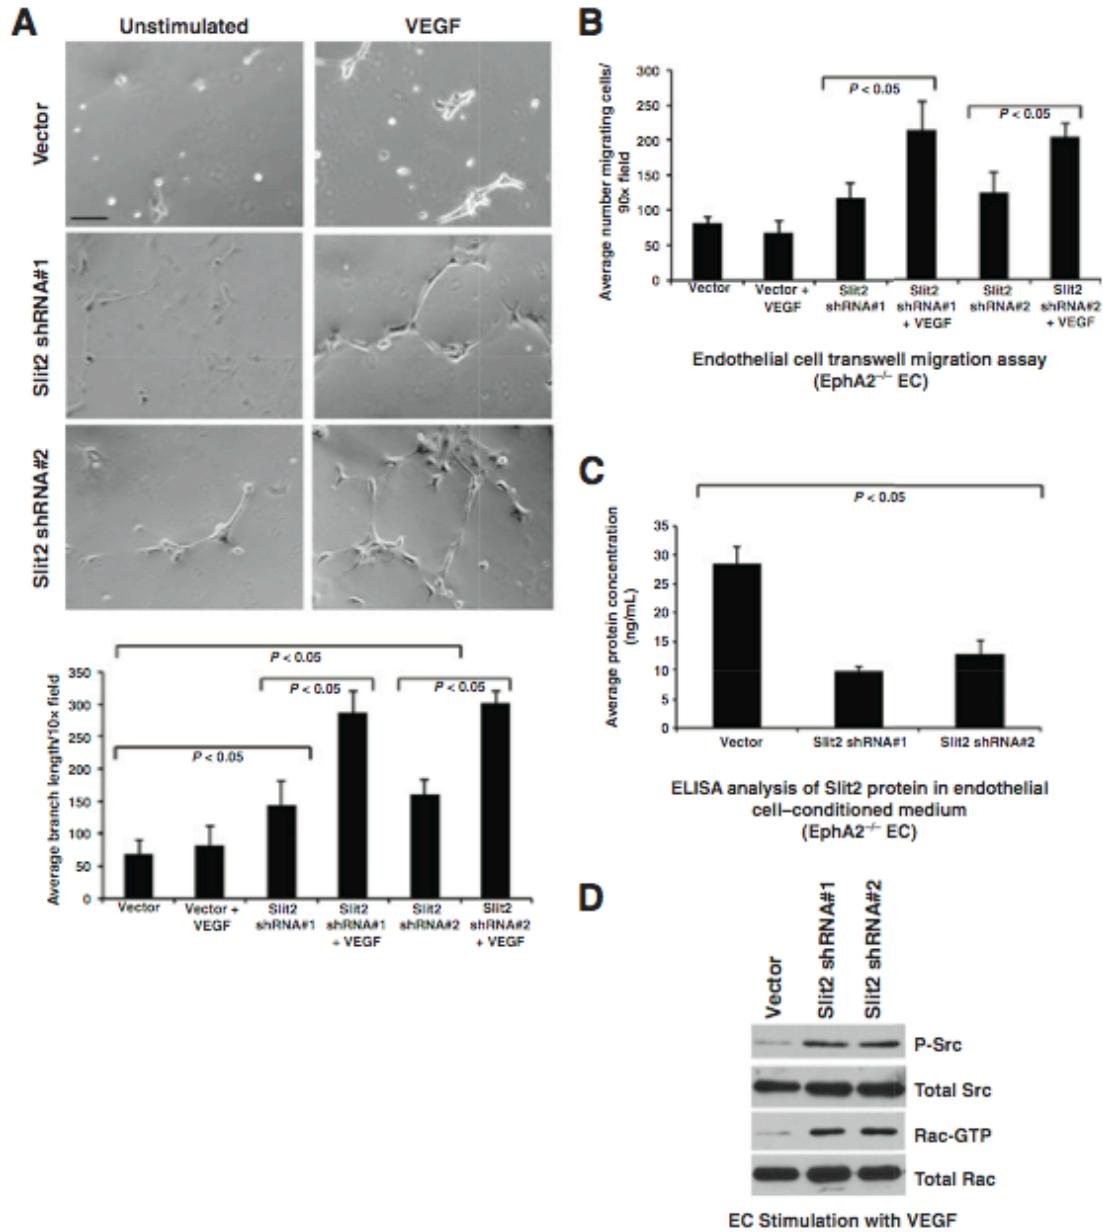 A
Unstimulated
VEGF
Vector
Slit2 shRNA#1
Slit2 shRNA#2
P < 0.05
P < 0.05
P < 0.05
P < 0.05
Average branch length/10x field
350
300
250
200
150
100
50
0
Vector
Vector +
VEGF
Slit2
shRNA#1
Slit2
shRNA#1
+ VEGF
Slit2
shRNA#2
Slit2
shRNA#2
+ VEGF
B
Average number migrating cells/
90x field
300
250
200
150
100
50
0
P < 0.05
P < 0.05
Vector
Vector +
VEGF
Slit2
shRNA#1
Slit2
shRNA#1
+ VEGF
Slit2
shRNA#2
Slit2
shRNA#2
+ VEGF
Endothelial cell transwell migration assay
(EphA2–/– EC)
C
P < 0.05
Average protein concentration
(ng/mL)
35
30
25
20
15
10
5
0
Vector
Slit2 shRNA#1
Slit2 shRNA#2
ELISA analysis of Slit2 protein in endothelial
cell–conditioned medium
(EphA2–/– EC)
D
Vector
Slit2 shRNA#1
Slit2 shRNA#2
P-Src
Total Src
Rac-GTP
Total Rac
EC Stimulation with VEGF